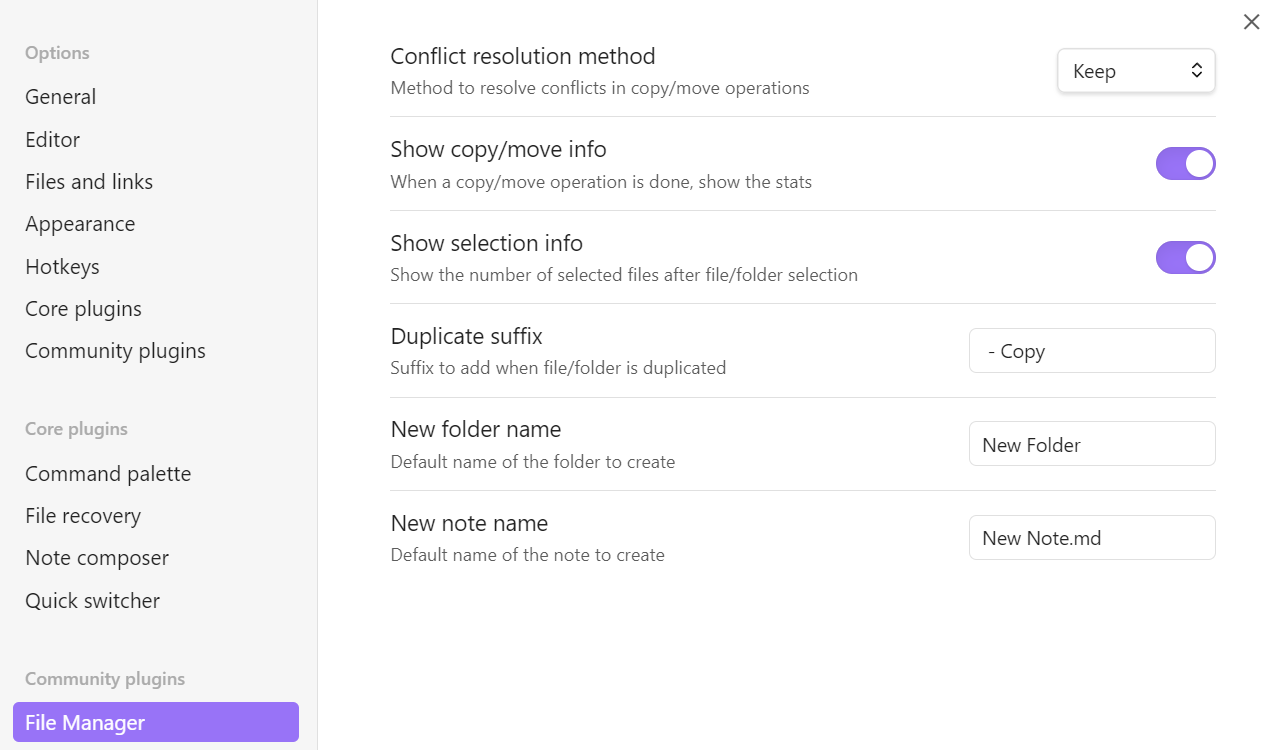 Options
General
Editor
Files and links
Appearance
Hotkeys
Core plugins
Community plugins
Core plugins
Command palette
File recovery
Note composer
Quick switcher
Community plugins
File Manager
Conflict resolution method
Method to resolve conflicts in copy/move operations
Keep
Show copy/move info
When a copy/move operation is done, show the stats
Show selection info
Show the number of selected files after file/folder selection
Duplicate suffix
Suffix to add when file/folder is duplicated
- Copy
New folder name
Default name of the folder to create
New Folder
New note name
Default name of the note to create
New Note.md